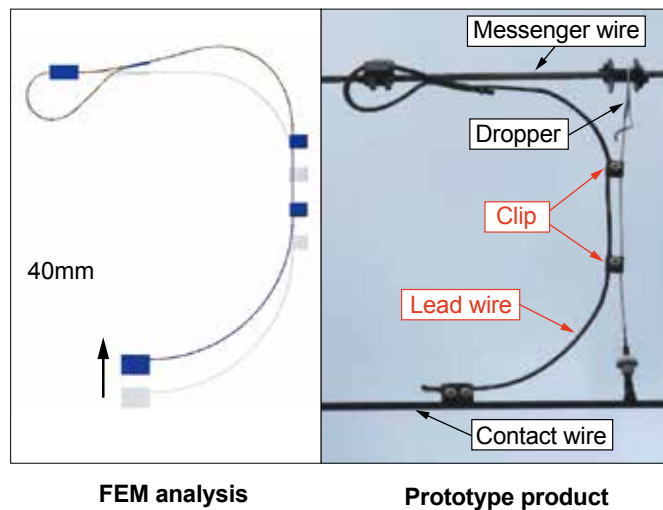 Messenger wire
Dropper
Clip
40mm
Lead wire
Contact wire
FEM analysis
Prototype product